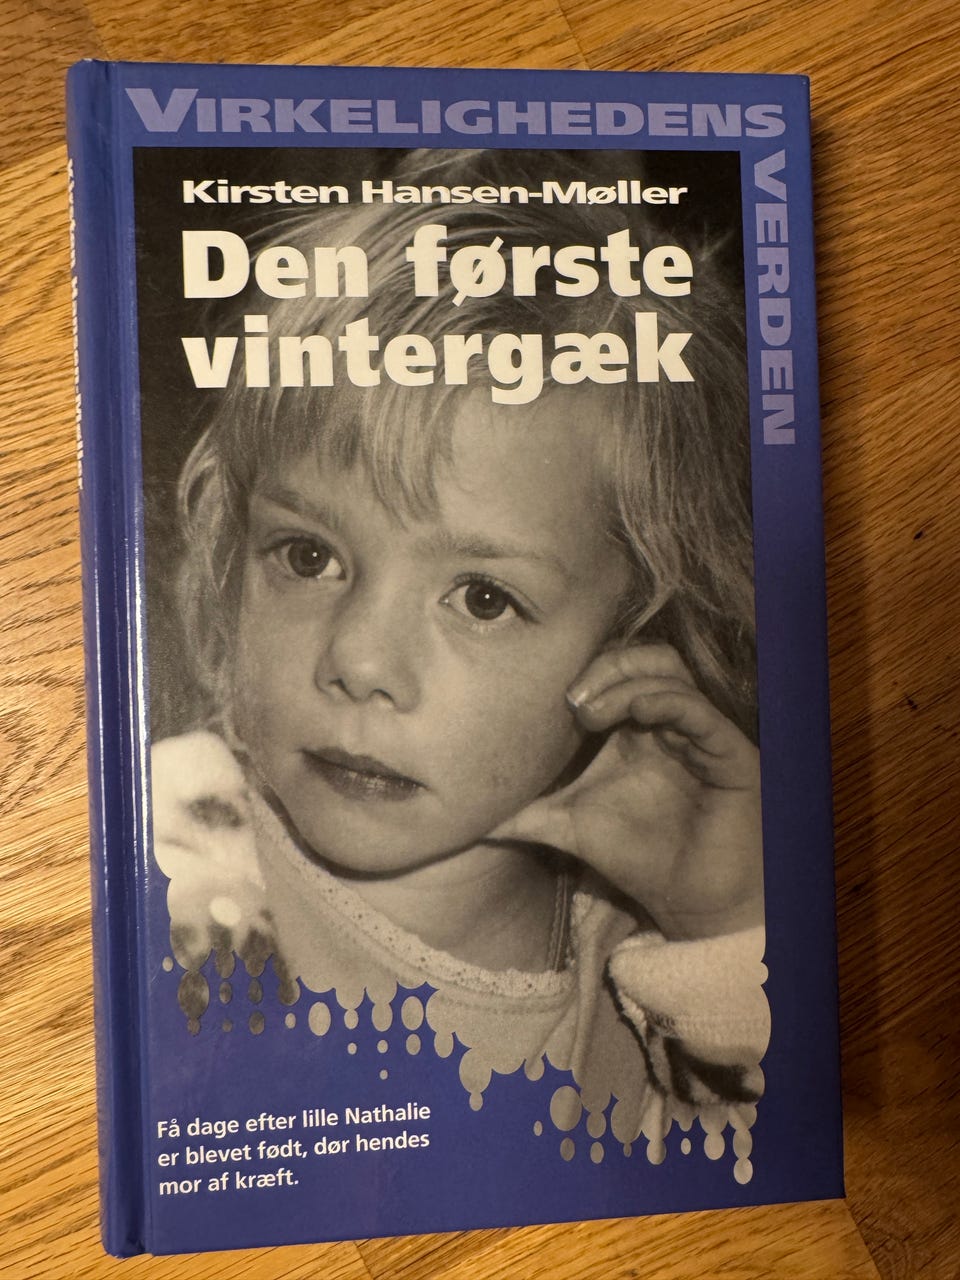 VIRKELIGHEDENS
VERDEN
Kirsten Hansen-Møller
Den første
vintergæk
Få dage efter lille Nathalie
er blevet født, dør hendes
mor af kræft.